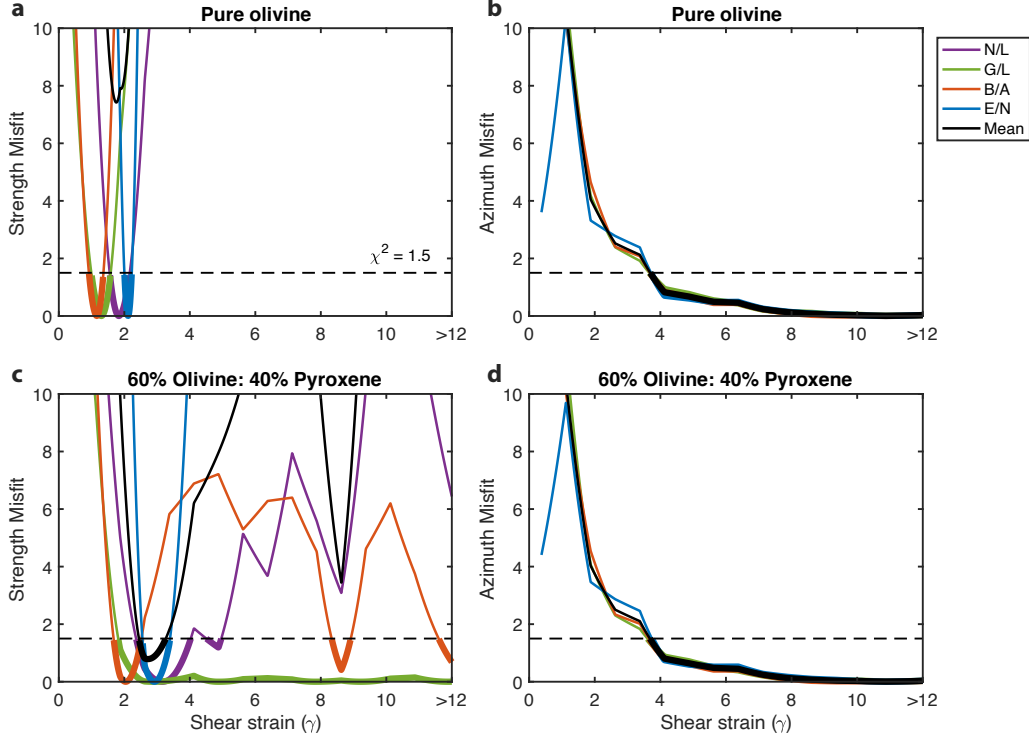 a
Pure olivine
10
8
6
4
2
0
Strength Misfit
χ² = 1.5
0 2 4 6 8 10 >12
b
Pure olivine
10
8
6
4
2
0
Azimuth Misfit
0 2 4 6 8 10 >12
N/L
G/L
B/A
E/N
Mean
c
60% Olivine: 40% Pyroxene
10
8
6
4
2
0
Strength Misfit
0 2 4 6 8 10 >12
Shear strain (γ)
d
60% Olivine: 40% Pyroxene
10
8
6
4
2
0
Azimuth Misfit
0 2 4 6 8 10 >12
Shear strain (γ)